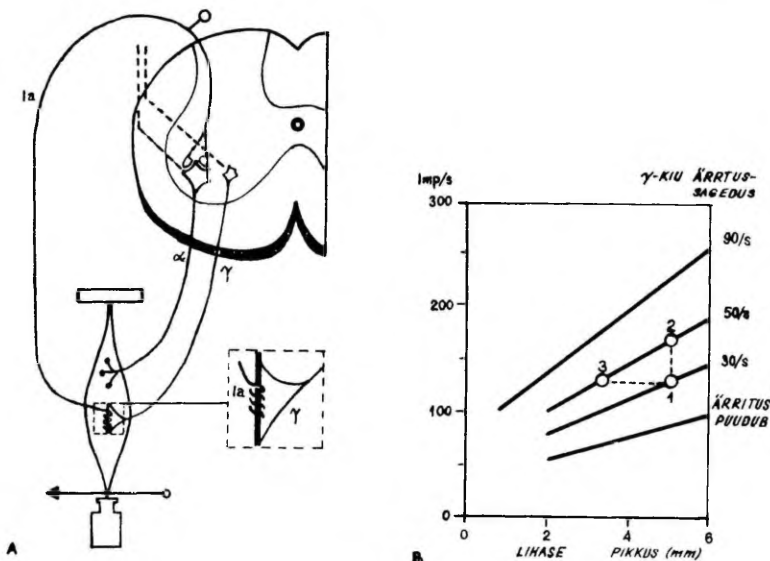 Ia
α
γ
Ia
γ
A
Imp/s
γ-KIU ÄRRTUS-
SAGEDUS
300
200
100
0
90/s
50/s
30/s
ÄRRITUS
PUUDUB
2
3
1
0
2
4
6
LIHASE PIKKUS (mm)
B